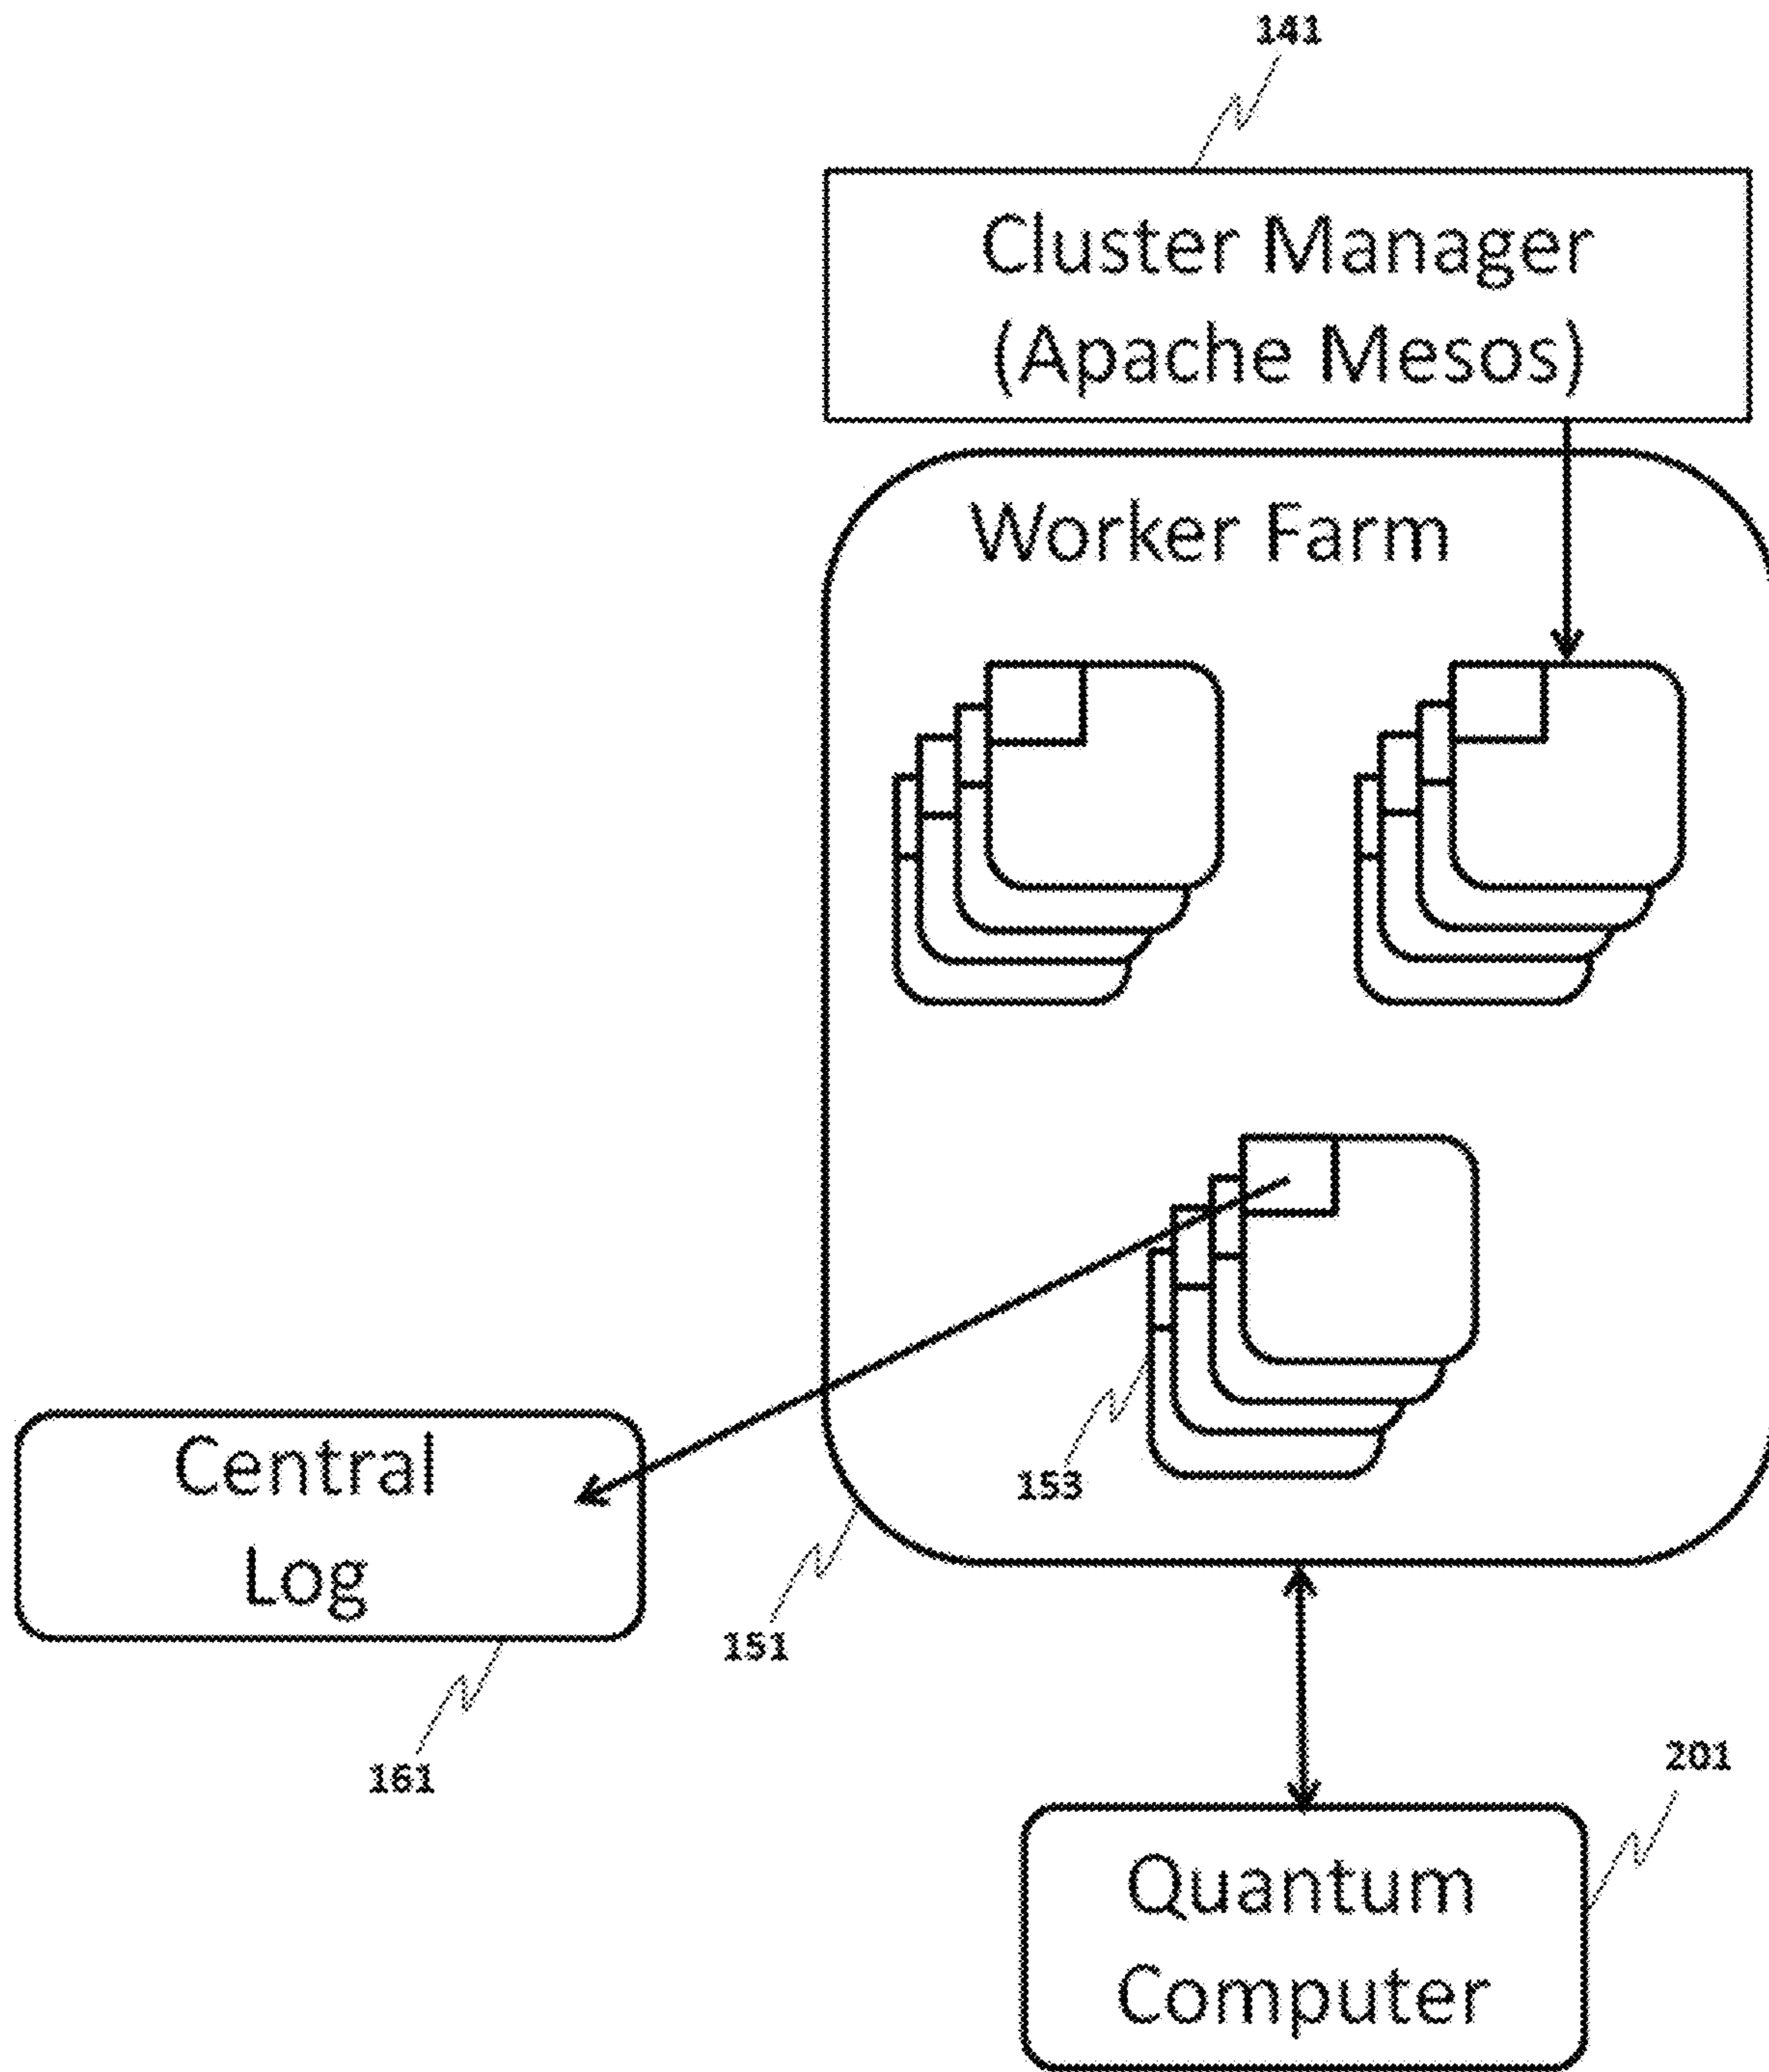 141
Cluster Manager
(Apache Mesos)
Worker Farm
153
Central
Log
151
161
201
Quantum
Computer